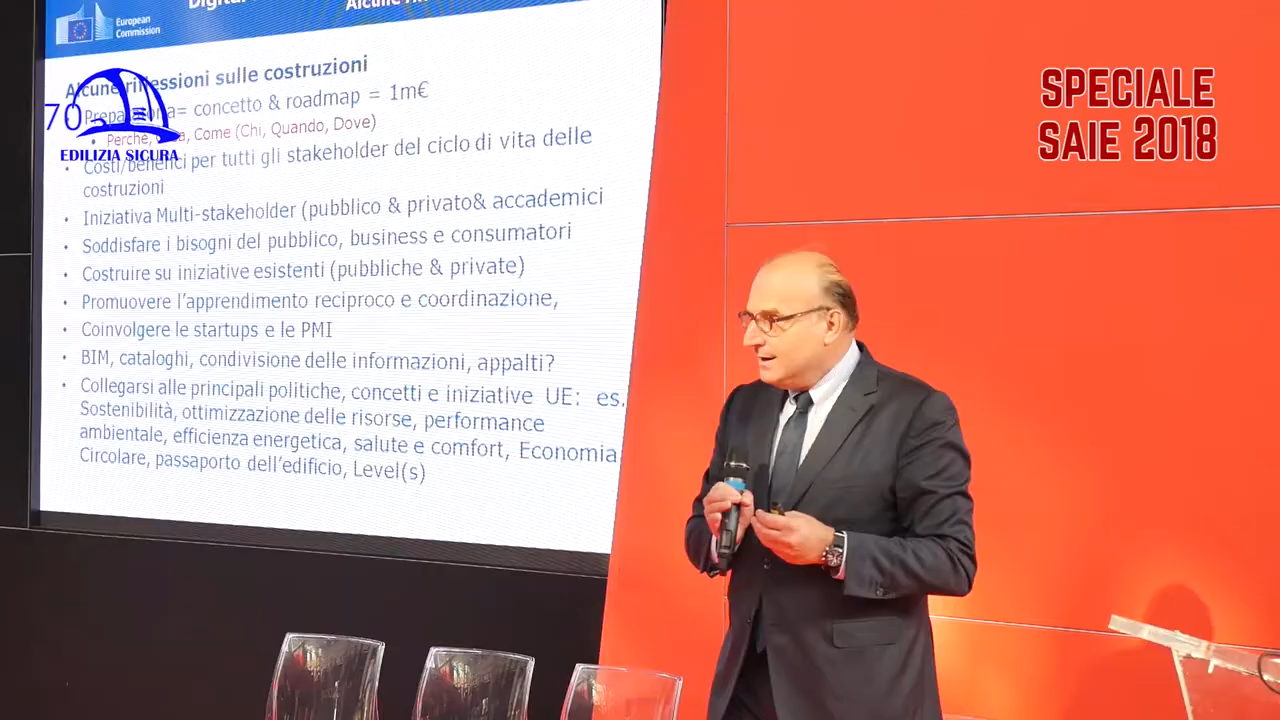 European
Commission
Alcune riflessioni sulle costruzioni
Preparatoria= concetto & roadmap = 1m€
Perché, Cosa, Come (Chi, Quando, Dove)
Costi/benefici per tutti gli stakeholder del ciclo di vita delle
costruzioni
Iniziativa Multi-stakeholder (pubblico & privato& accademici
Soddisfare i bisogni del pubblico, business e consumatori
Costruire su iniziative esistenti (pubbliche & private)
Promuovere l'apprendimento reciproco e coordinazione,
Coinvolgere le startups e le PMI
BIM, cataloghi, condivisione delle informazioni, appalti?
Collegarsi alle principali politiche, concetti e iniziative UE: es.
Sostenibilità, ottimizzazione delle risorse, performance
ambientale, efficienza energetica, salute e comfort, Economia
Circolare, passaporto dell'edificio, Level(s)
70
EDILIZIA SICURA
SPECIALE
SAIE 2018